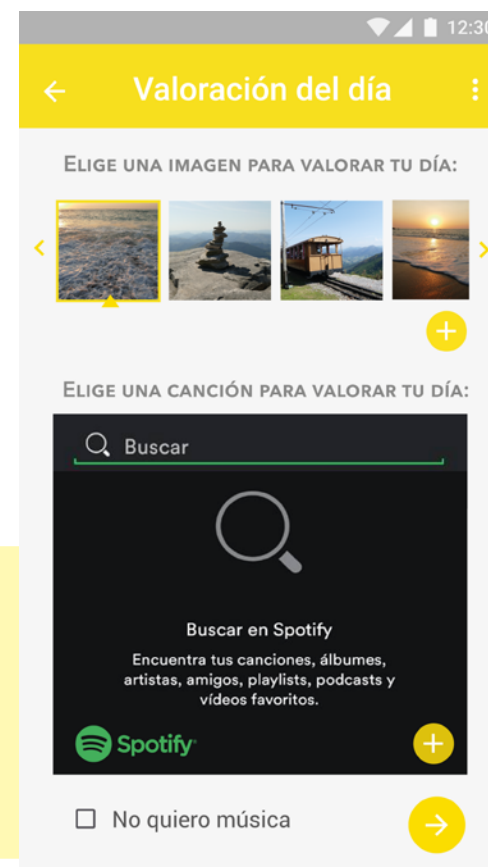 12:30
Valoración del día
ELIGE UNA IMAGEN PARA VALORAR TU DÍA:
ELIGE UNA CANCIÓN PARA VALORAR TU DÍA:
Buscar
Buscar en Spotify
Encuentra tus canciones, álbumes,
artistas, amigos, playlists, podcasts y
vídeos favoritos.
Spotify
No quiero música